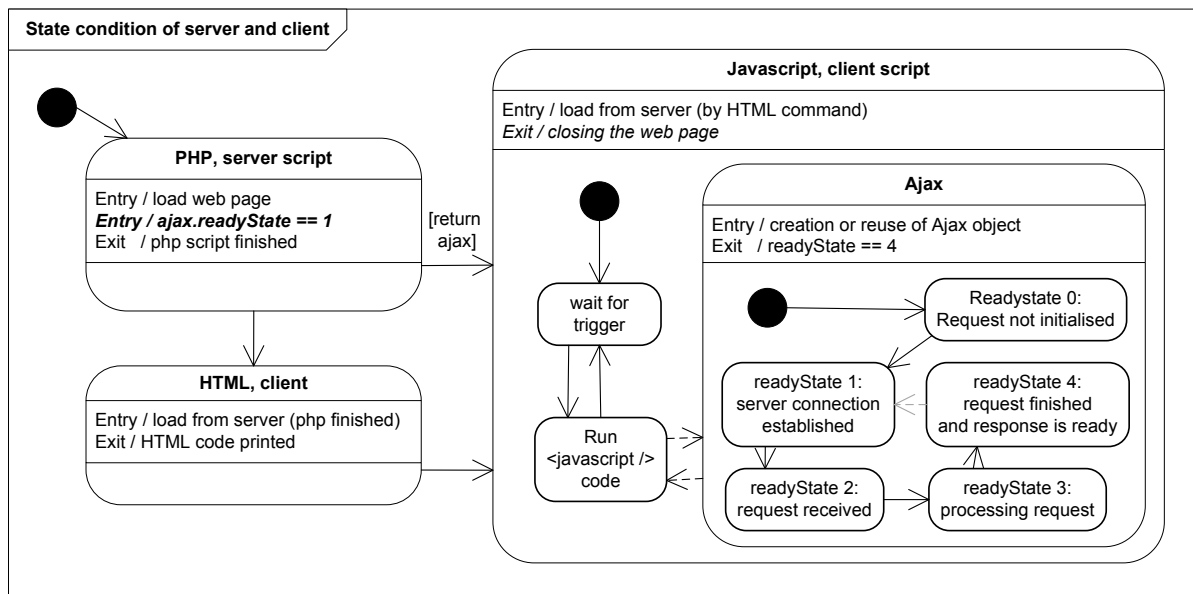 State condition of server and client
PHP, server script
Entry / load web page
Entry / ajax.readyState == 1
Exit / php script finished
[return
ajax]
HTML, client
Entry / load from server (php finished)
Exit / HTML code printed
Javascript, client script
Entry / load from server (by HTML command)
Exit / closing the web page
wait for
trigger
Run
<javascript />
code
Ajax
Entry / creation or reuse of Ajax object
Exit / readyState == 4
Readystate 0:
Request not initialised
readyState 1:
server connection
established
readyState 4:
request finished
and response is ready
readyState 2:
request received
readyState 3:
processing request